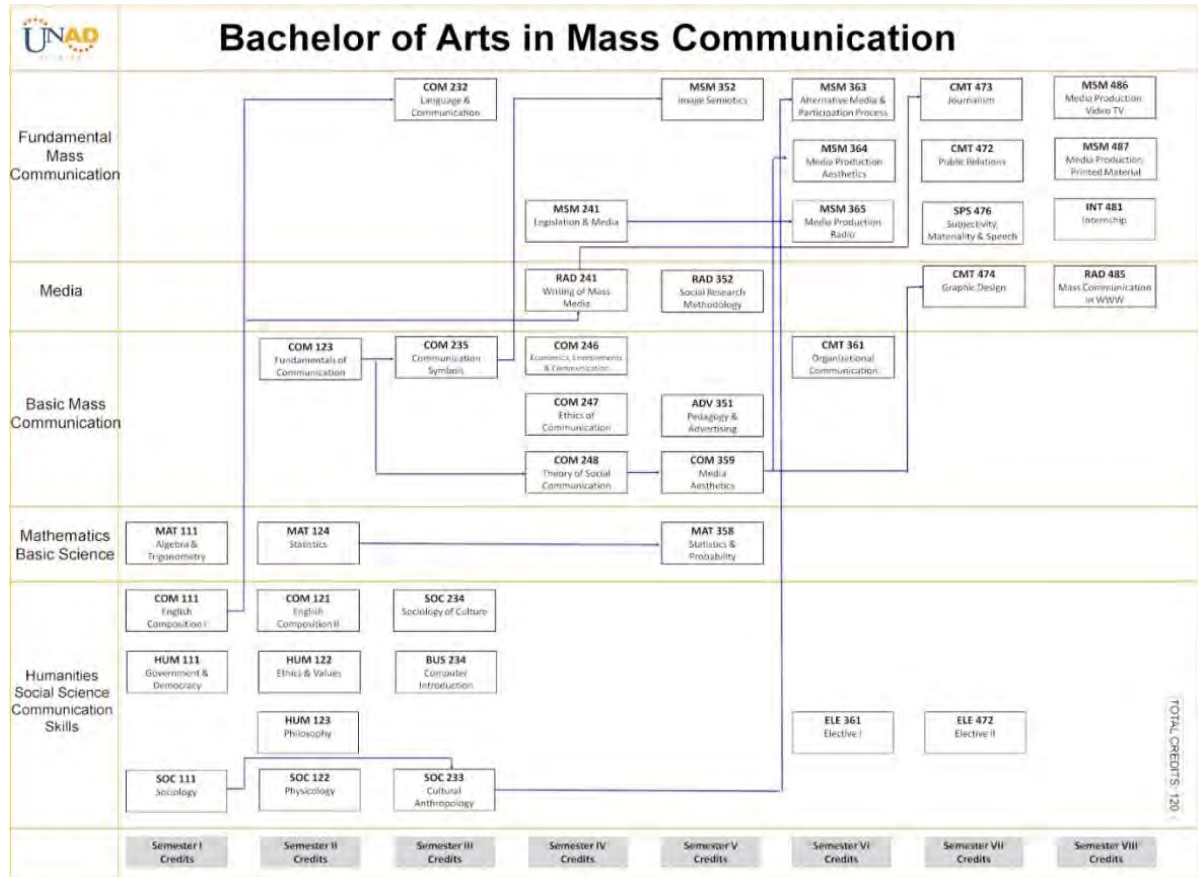 UNAD
Bachelor of Arts in Mass Communication
Fundamental
Mass
Communication
COM 232
Language &
Communication
MSM 352
Image Semiotics
MSM 363
Alternative Media &
Participation Process
CMT 473
Journalism
MSM 486
Media Production
Video TV
MSM 364
Media Production
Aesthetics
CMT 472
Public Relations
MSM 487
Media Production
Printed Material
MSM 241
Legislation & Media
MSM 365
Media Production
Radio
SPS 476
Subjectivity,
Materiality & Speech
INT 481
Internship
Media
RAD 241
Writing of Mass
Media
RAD 352
Social Research
Methodology
CMT 474
Graphic Design
RAD 485
Mass Communication
in WWW
Basic Mass
Communication
COM 123
Fundamentals of
Communication
COM 235
Communication
Symbols
COM 246
Economics,
& Communication
CMT 361
Organizational
Communication
COM 247
Ethics of
Communication
ADV 351
Pedagogy &
Advertising
COM 248
Theory of Social
Communication
COM 359
Media
Aesthetics
Mathematics
Basic Science
MAT 111
Algebra &
Trigonometry
MAT 124
Statistics
MAT 358
Statistics &
Probability
Humanities
Social Science
Communication
Skills
COM 111
English
Composition I
COM 121
English
Composition II
SOC 234
Sociology of Culture
HUM 111
Government &
Democracy
HUM 122
Ethics & Values
BUS 234
Computer
Introduction
HUM 123
Philosophy
ELE 361
Elective I
ELE 472
Elective II
SOC 111
Sociology
SOC 122
Physicology
SOC 233
Cultural
Anthropology
TOTAL CREDITS: 120
Semester I
Credits
Semester II
Credits
Semester III
Credits
Semester IV
Credits
Semester V
Credits
Semester VI
Credits
Semester VII
Credits
Semester VIII
Credits